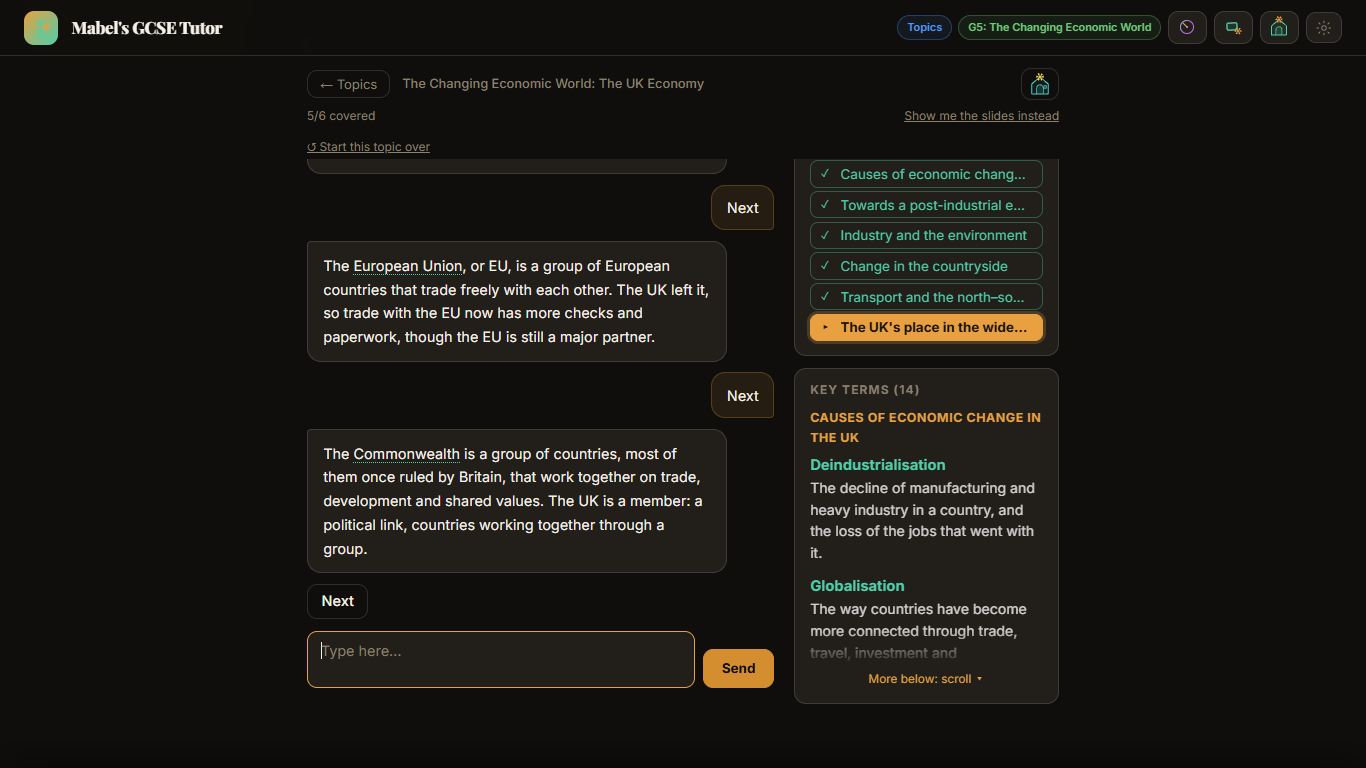 Mabel's GCSE Tutor
Topics
G5: The Changing Economic World
← Topics
The Changing Economic World: The UK Economy
5/6 covered
Show me the slides instead
↺ Start this topic over
Next
The European Union, or EU, is a group of European
countries that trade freely with each other. The UK left it,
so trade with the EU now has more checks and
paperwork, though the EU is still a major partner.
Next
The Commonwealth is a group of countries, most of
them once ruled by Britain, that work together on trade,
development and shared values. The UK is a member: a
political link, countries working together through a
group.
Next
Type here...
Send
✓ Causes of economic chang...
✓ Towards a post-industrial e...
✓ Industry and the environment
✓ Change in the countryside
✓ Transport and the north–so...
▸ The UK's place in the wide...
KEY TERMS (14)
CAUSES OF ECONOMIC CHANGE IN
THE UK
Deindustrialisation
The decline of manufacturing and
heavy industry in a country, and
the loss of the jobs that went with
it.
Globalisation
The way countries have become
more connected through trade,
travel, investment and
More below: scroll ▾